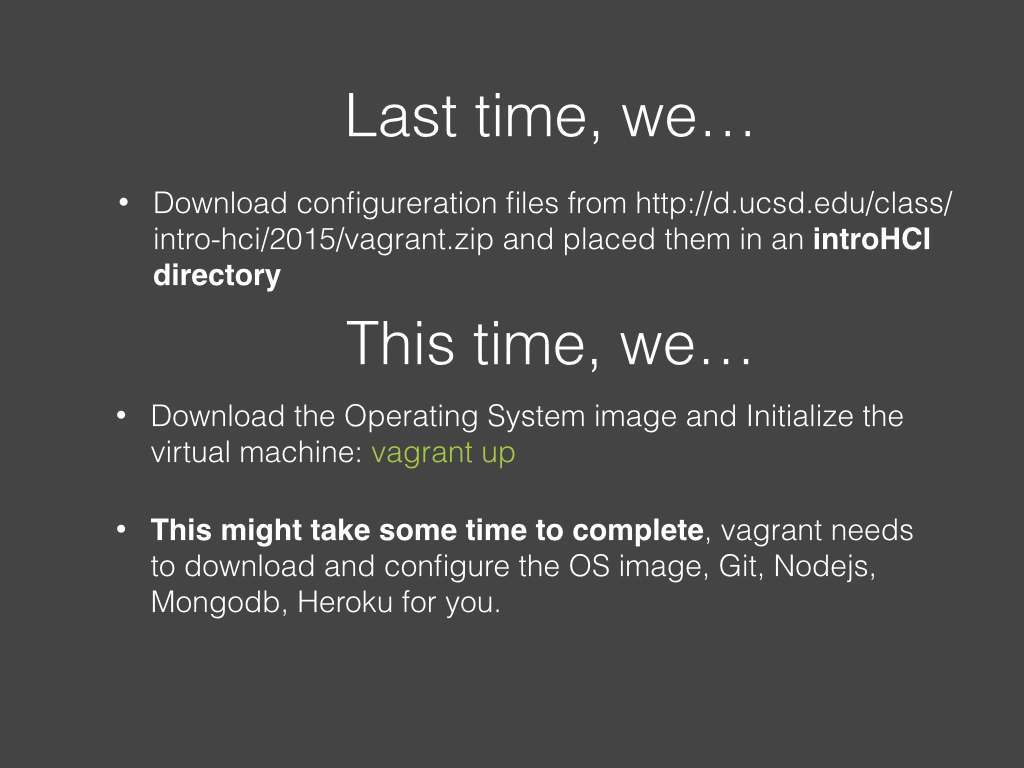 Last time, we…
• Download configureration files from http://d.ucsd.edu/class/
intro-hci/2015/vagrant.zip and placed them in an introHCI
directory
This time, we…
• Download the Operating System image and Initialize the
virtual machine: vagrant up
• This might take some time to complete, vagrant needs
to download and configure the OS image, Git, Nodejs,
Mongodb, Heroku for you.